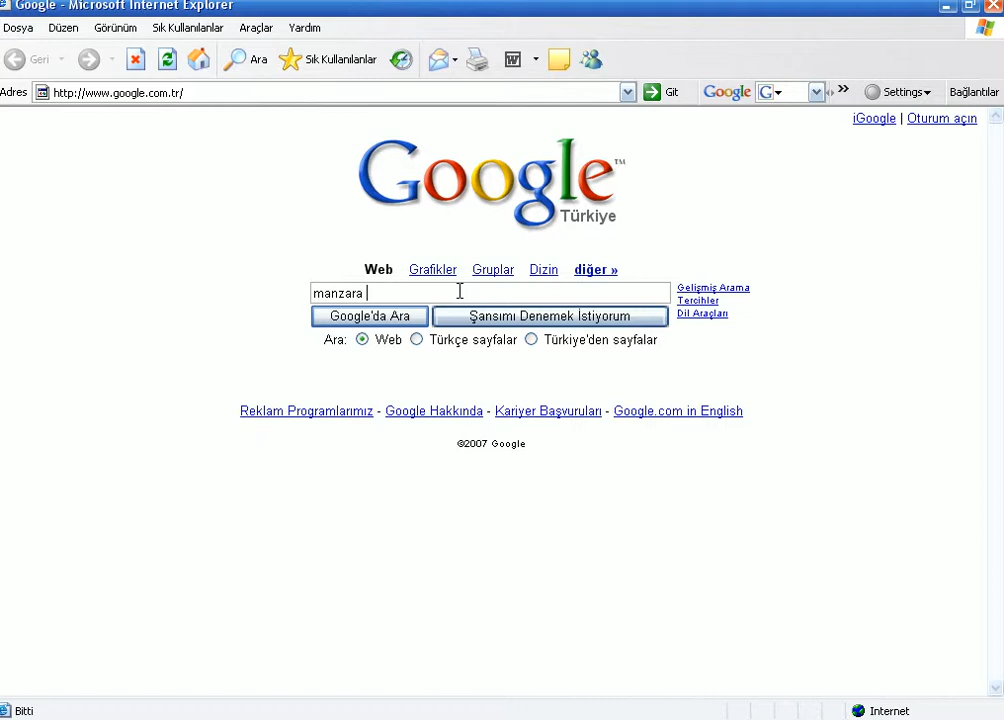 Google - Microsoft Internet Explorer
Dosya Düzen Görünüm Sık Kullanılanlar Araçlar Yardım
Geri Ara Sık Kullanılanlar
Adres http://www.google.com.tr/ Git Google G Settings Bağlantılar
iGoogle | Oturum açın
Google™
Türkiye
Web Grafikler Gruplar Dizin diğer »
manzara
Gelişmiş Arama
Tercihler
Dil Araçları
Google'da Ara Şansımı Denemek İstiyorum
Ara: Web Türkçe sayfalar Türkiye'den sayfalar
Reklam Programlarımız - Google Hakkında - Kariyer Başvuruları - Google.com in English
©2007 Google
Bitti Internet